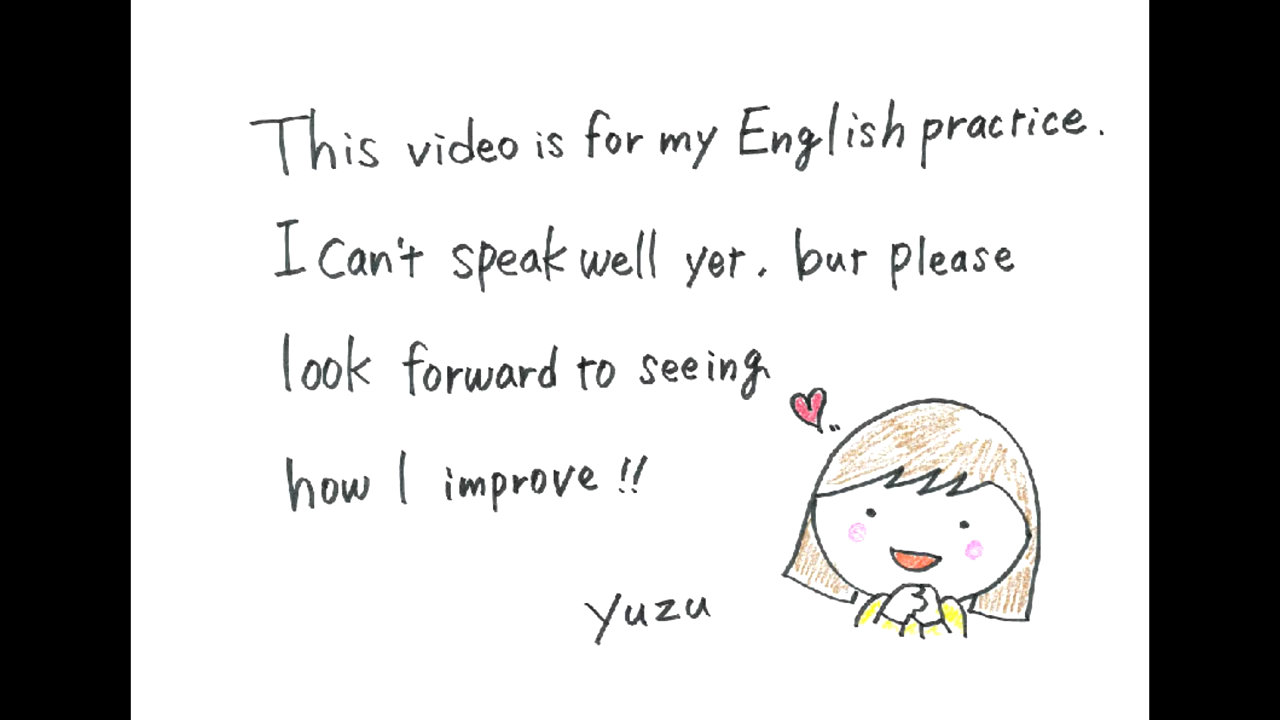 This video is for my English practice.
I can't speak well yet. but please
look forward to seeing
how I improve!!
yuzu